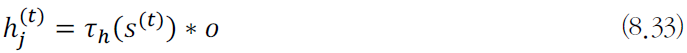 h_j^{(t)} = τ_h(s^{(t)}) * o (8.33)